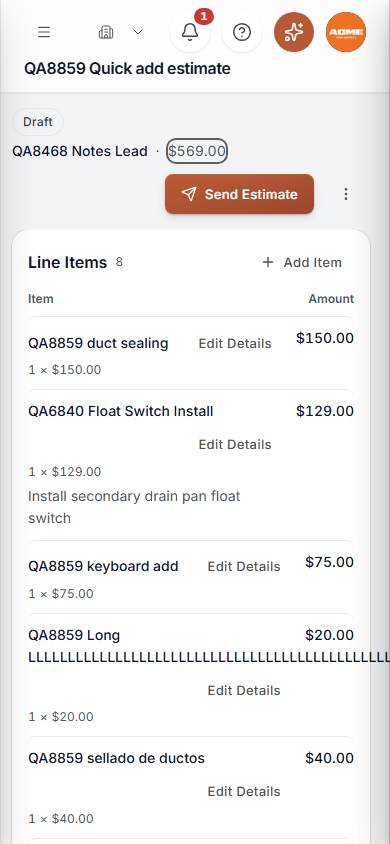 1
ACME
QA8859 Quick add estimate
Draft
QA8468 Notes Lead · $569.00
Send Estimate
Line Items 8
Add Item
Item Amount
QA8859 duct sealing Edit Details $150.00
1 × $150.00
QA6840 Float Switch Install $129.00
Edit Details
1 × $129.00
Install secondary drain pan float
switch
QA8859 keyboard add Edit Details $75.00
1 × $75.00
QA8859 Long $20.00
Edit Details
1 × $20.00
QA8859 sellado de ductos $40.00
Edit Details
1 × $40.00